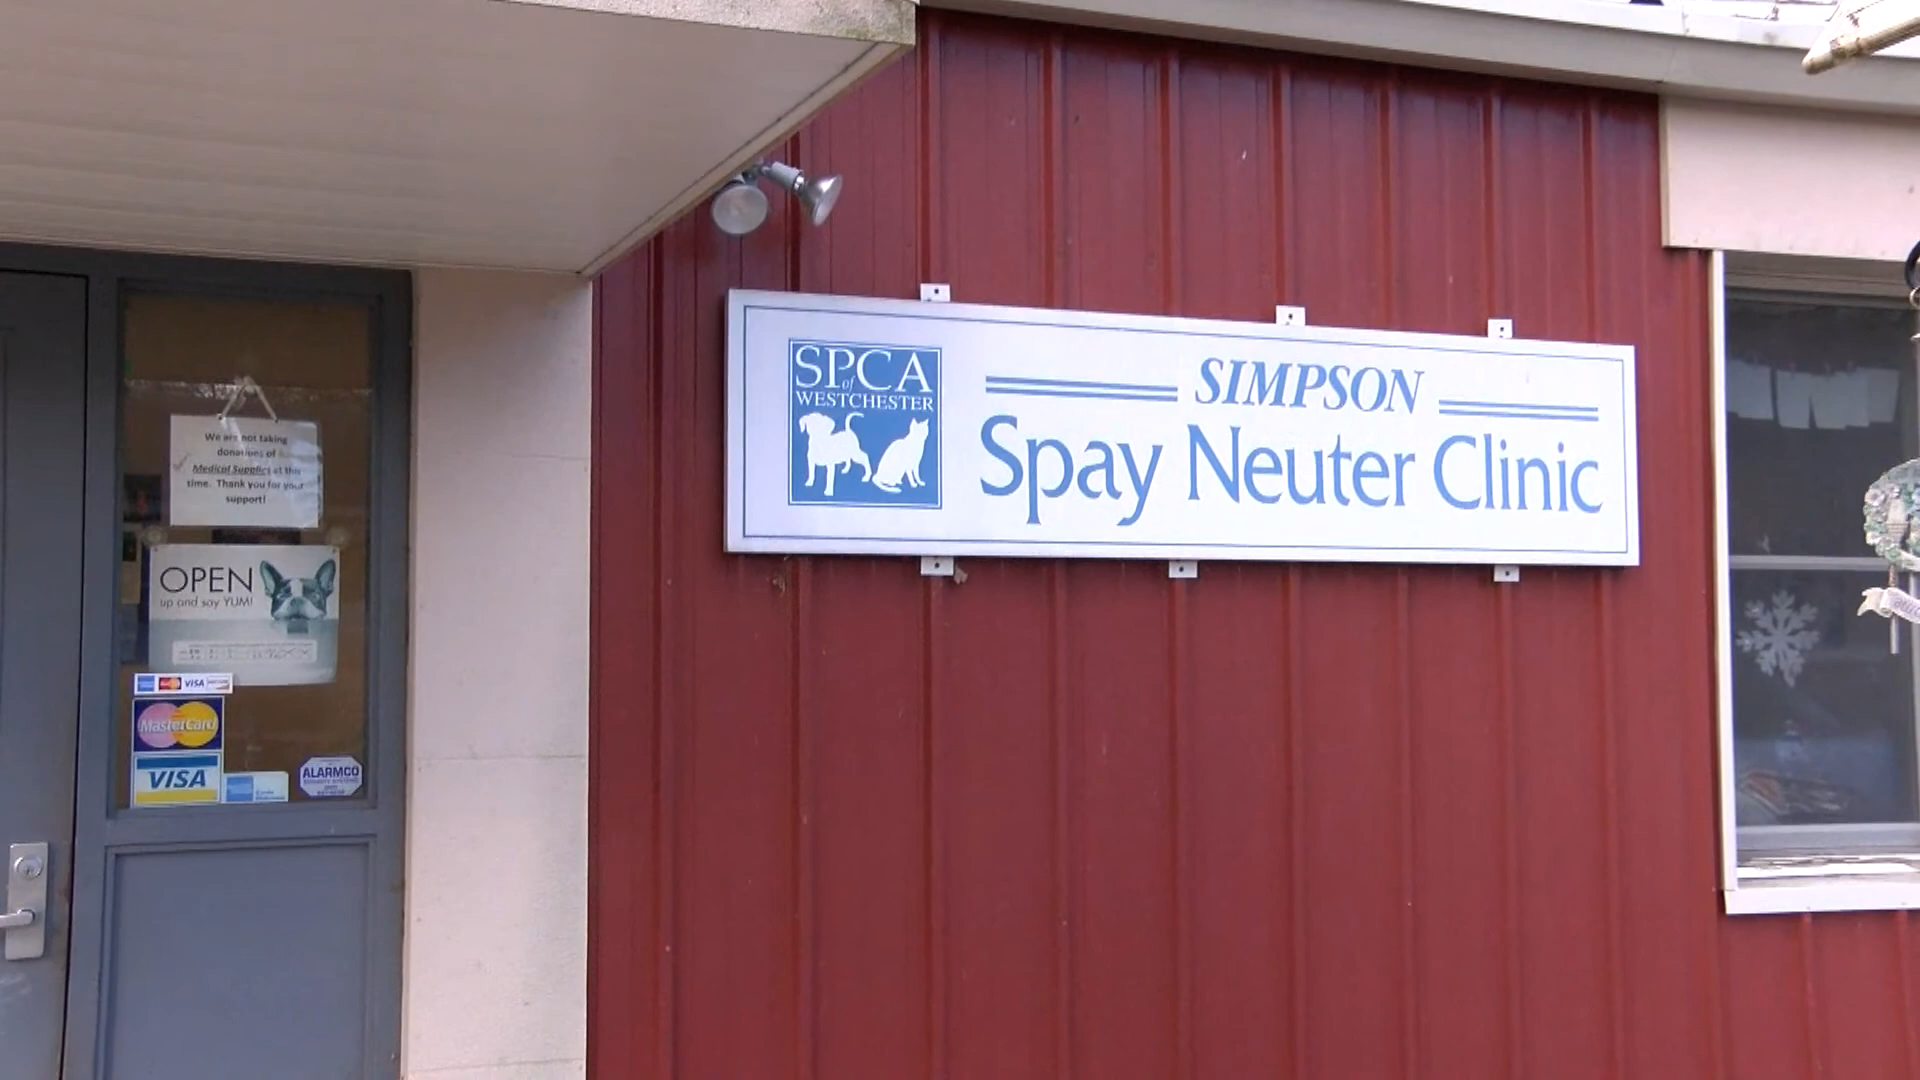 We are not taking
donations of
Medical Supplies at this
time. Thank you for your
support!
OPEN
up and say YUM!
VISA
MasterCard
VISA
ALARMCO
SPCA
of
WESTCHESTER
SIMPSON
Spay Neuter Clinic